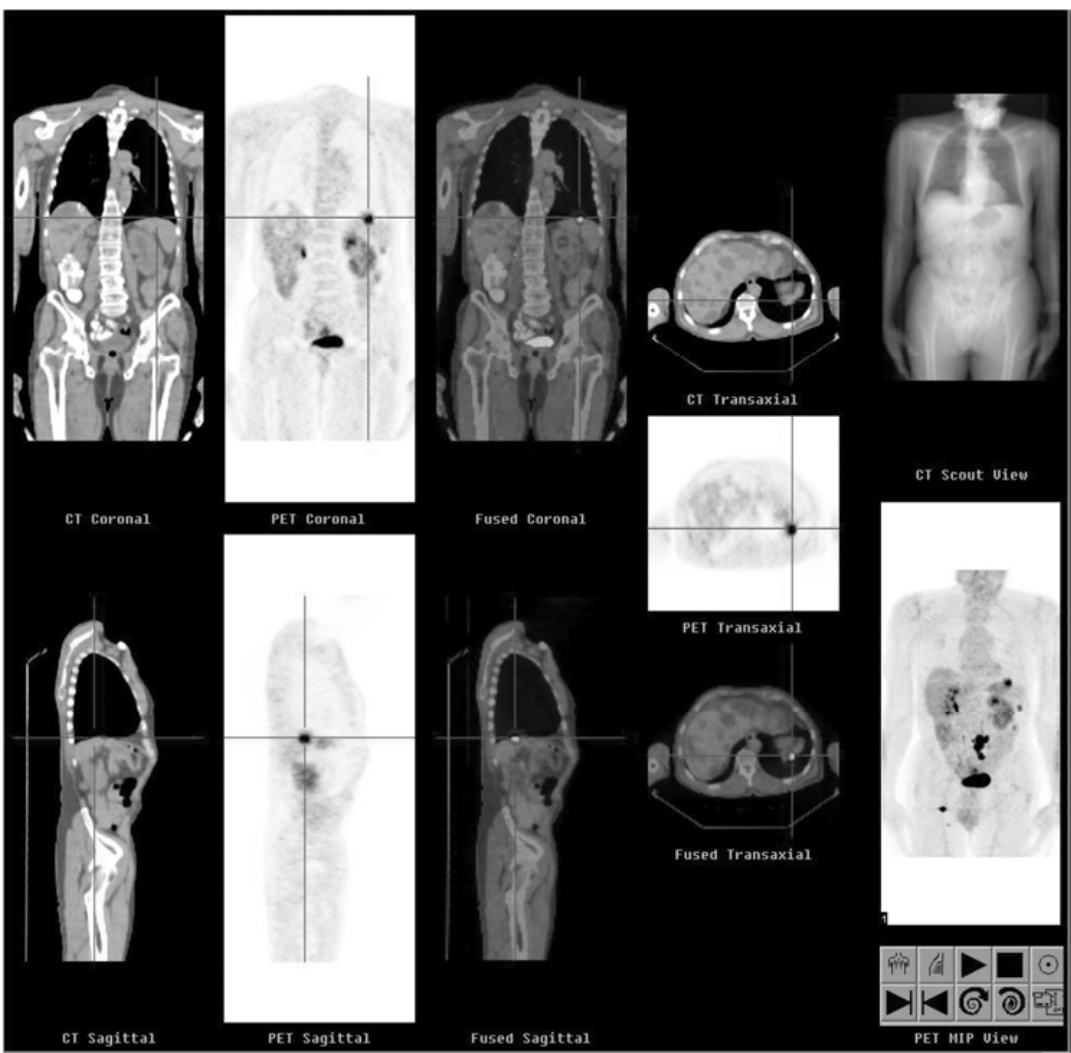 CT Transaxial
CT Scout View
CT Coronal
PET Coronal
Fused Coronal
PET Transaxial
Fused Transaxial
1
CT Sagittal
PET Sagittal
Fused Sagittal
PET MIP View